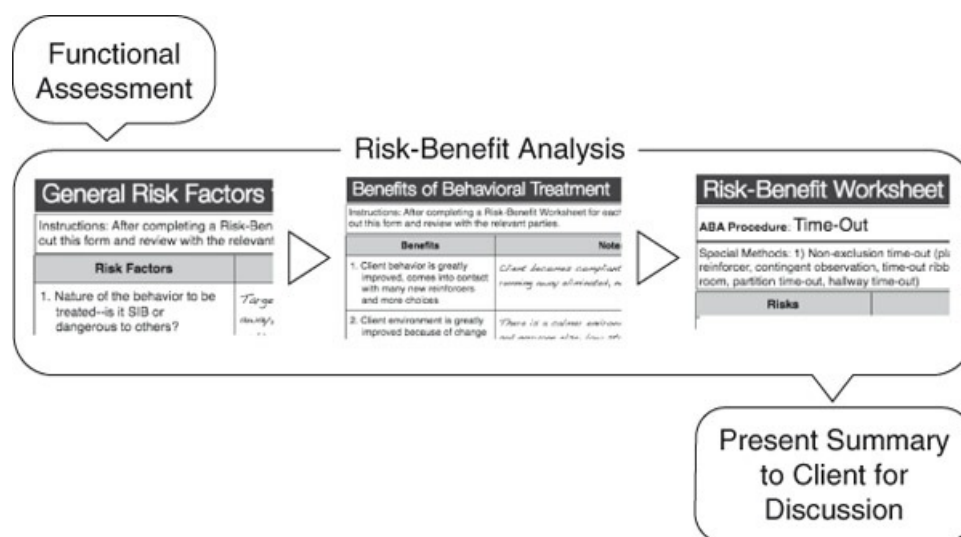 Functional
Assessment
Risk-Benefit Analysis
General Risk Factors
Instructions: After completing a Risk-Ben
out this form and review with the relevant
Risk Factors
1. Nature of the behavior to be
treated--is it SIB or
dangerous to others?
Targe
away,
Benefits of Behavioral Treatment
Instructions: After completing a Risk-Benefit Worksheet for each
out this form and review with the relevant parties.
Benefits
Note
1. Client behavior is greatly
improved, comes into contact
with many new reinforcers
and more choices
Client becomes compliant
running away eliminated,
2. Client environment is greatly
improved because of change
There is a calmer environ
Risk-Benefit Worksheet
ABA Procedure: Time-Out
Special Methods: 1) Non-exclusion time-out (pl
reinforcer, contingent observation, time-out ribb
room, partition time-out, hallway time-out)
Risks
Present Summary
to Client for
Discussion